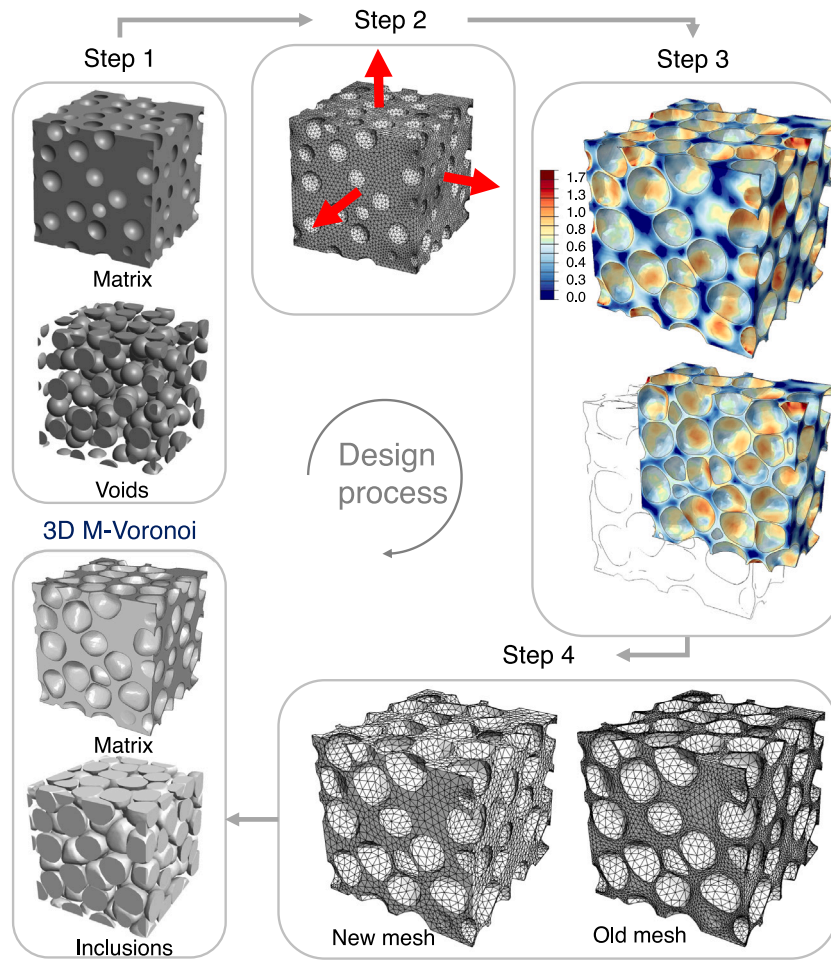 Step 1
Matrix
Voids
Step 2
Step 3
1.7
1.3
1.0
0.8
0.6
0.4
0.3
0.0
Design
process
Step 4
New mesh
Old mesh
3D M-Voronoi
Matrix
Inclusions